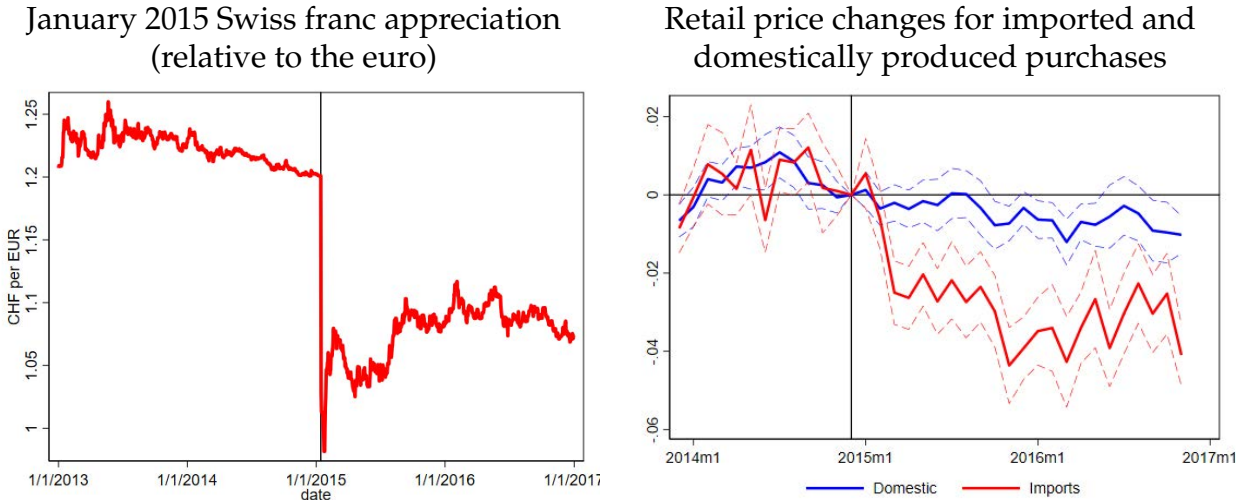 January 2015 Swiss franc appreciation
(relative to the euro)
CHF per EUR
1.25
1.2
1.15
1.1
1.05
1
1/1/2013
1/1/2014
1/1/2015
1/1/2016
1/1/2017
date
Retail price changes for imported and
domestically produced purchases
.02
0
-.02
-.04
-.06
2014m1
2015m1
2016m1
2017m1
Domestic
Imports